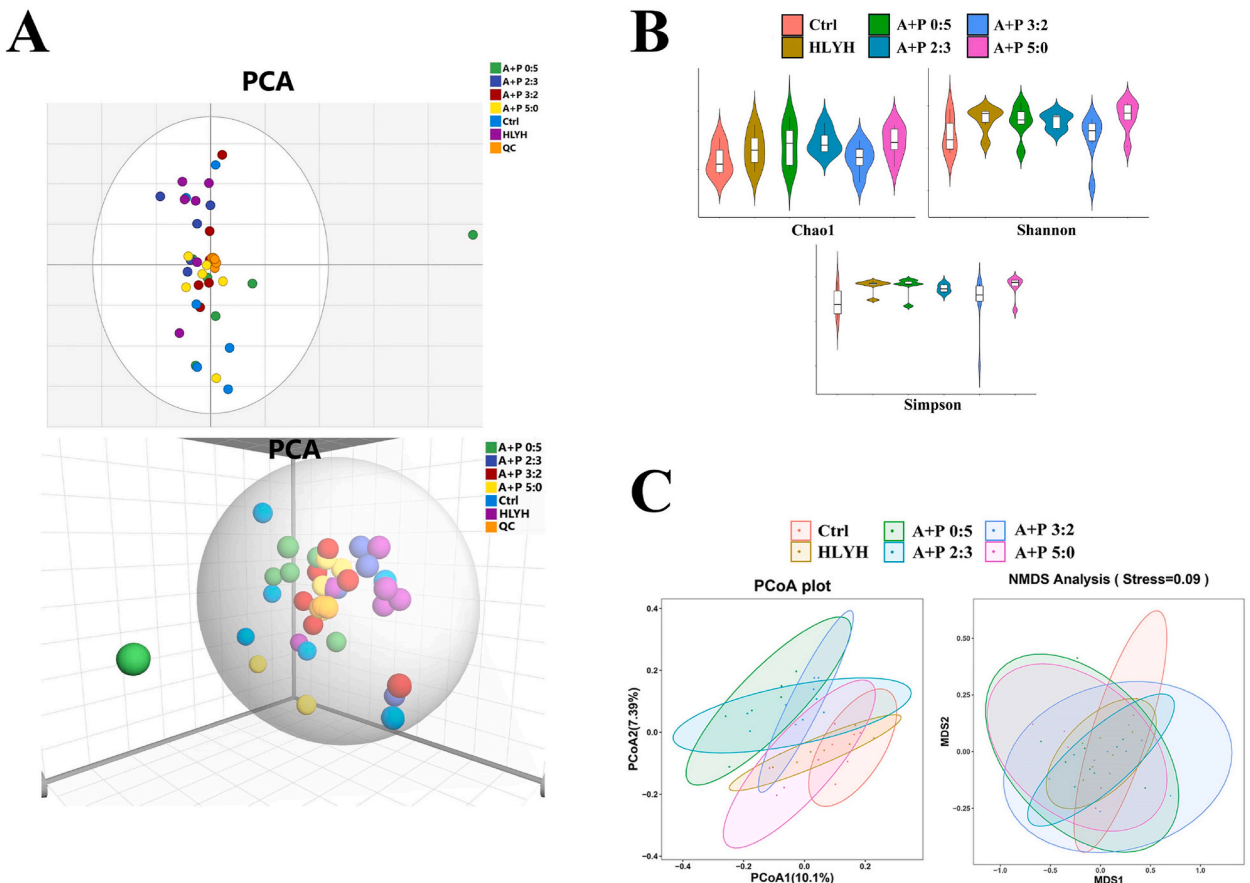 A
PCA
A+P 0:5
A+P 2:3
A+P 3:2
A+P 5:0
Ctrl
HLYH
QC
PCA
A+P 0:5
A+P 2:3
A+P 3:2
A+P 5:0
Ctrl
HLYH
QC
B
Ctrl A+P 0:5 A+P 3:2
HLYH A+P 2:3 A+P 5:0
Chao1 Shannon
Simpson
C
Ctrl A+P 0:5 A+P 3:2
HLYH A+P 2:3 A+P 5:0
PCoA plot
0.4
0.2
0.0
-0.2
-0.4
PCoA2(7.39%)
-0.4 -0.2 0.0 0.2
PCoA1(10.1%)
NMDS Analysis ( Stress=0.09 )
0.50
0.25
0.00
-0.25
MDS2
-1.0 -0.5 0.0 0.5 1.0
MDS1